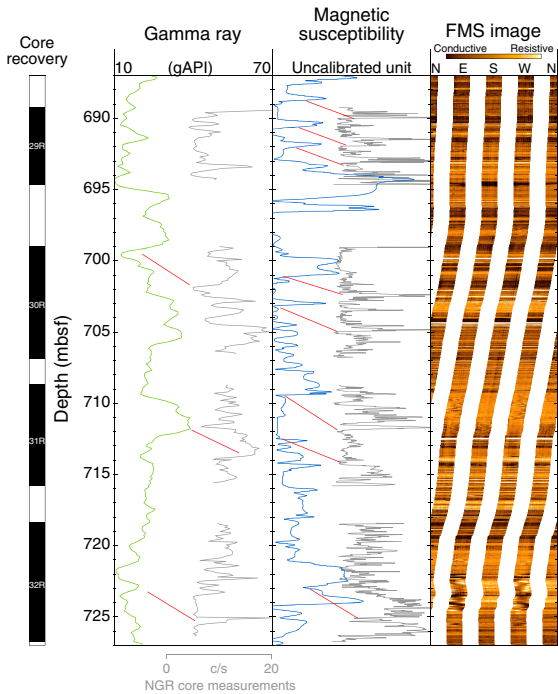 Core recovery
Gamma ray
Magnetic susceptibility
FMS image
10 (gAPI) 70
Uncalibrated unit
Conductive Resistive
N E S W N
Depth (mbsf)
690
695
700
705
710
715
720
725
29R
30R
31R
32R
0 c/s 20
NGR core measurements